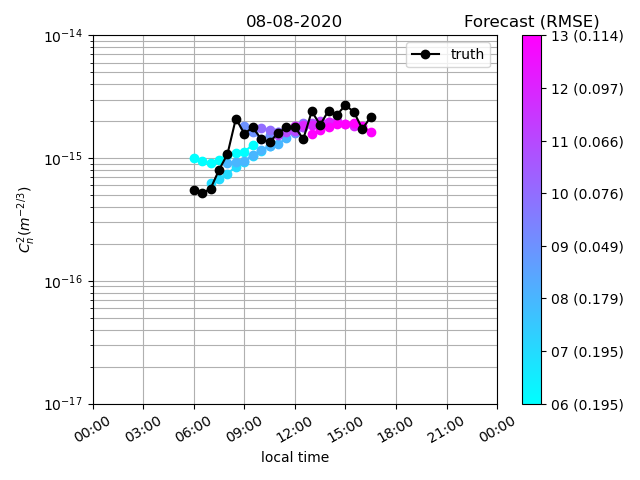 08-08-2020
Forecast (RMSE)
truth
10^{-14}
10^{-15}
10^{-16}
10^{-17}
C_n^2(m^{-2/3})
00:00 03:00 06:00 09:00 12:00 15:00 18:00 21:00 00:00
local time
13 (0.114)
12 (0.097)
11 (0.066)
10 (0.076)
09 (0.049)
08 (0.179)
07 (0.195)
06 (0.195)